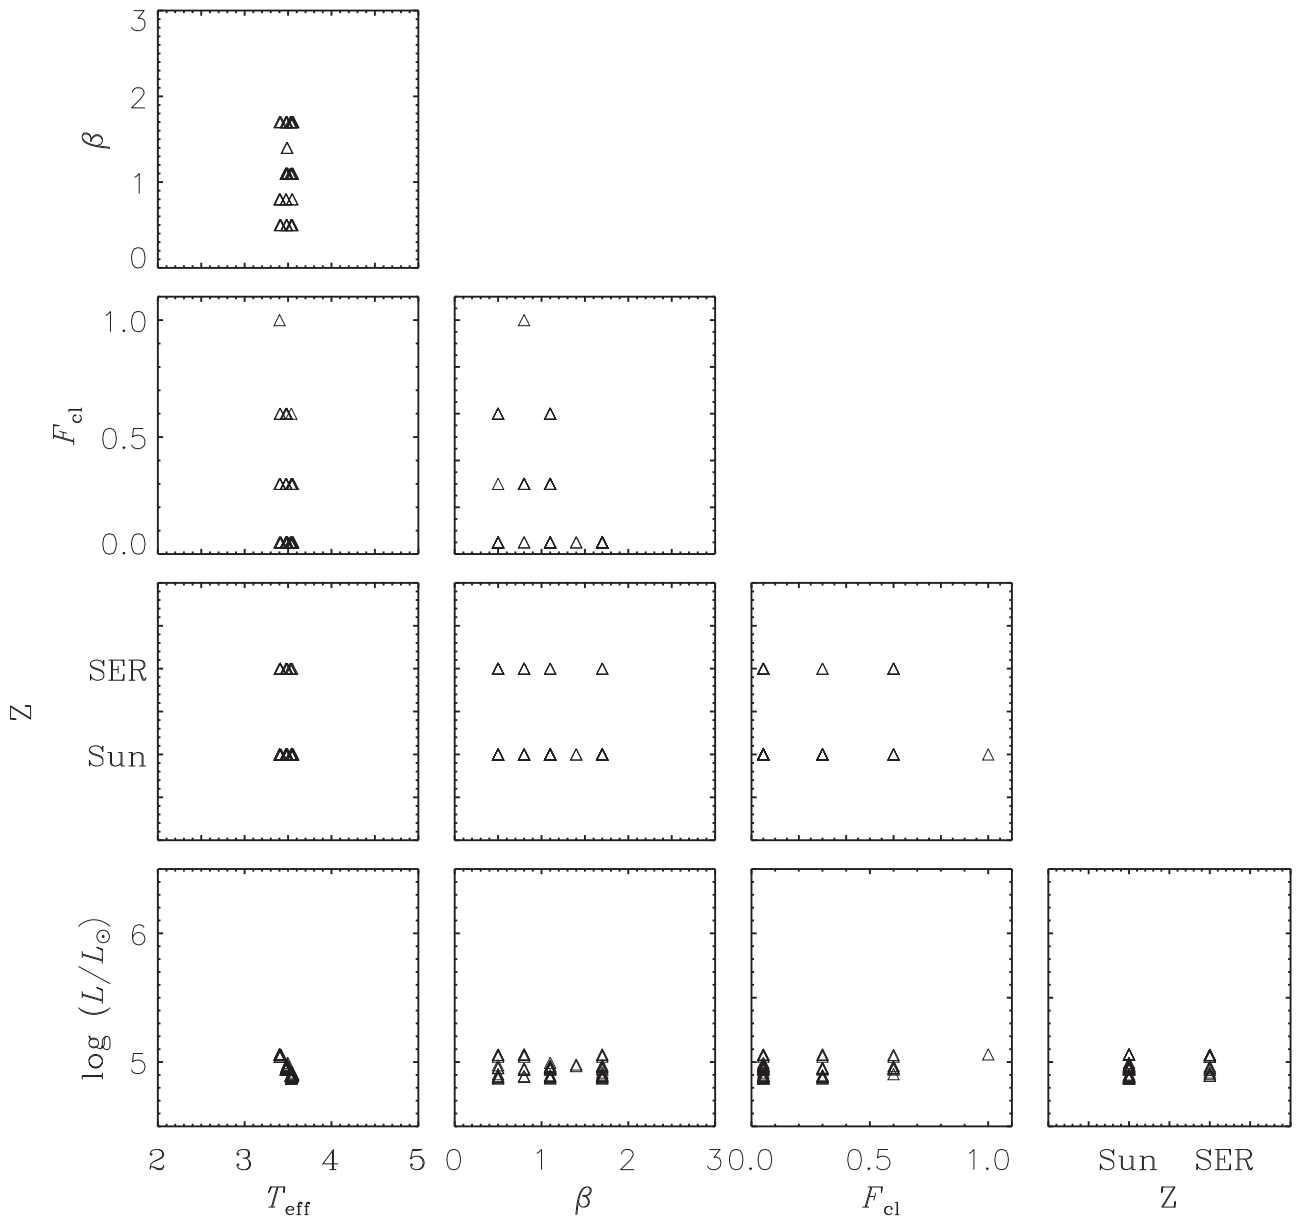 3
2
β
1
0
1.0
F_cl
0.5
0.0
SER
Z
Sun
6
log (L/L⊙)
5
2 3 4 5 0 1 2 3 0.0 0.5 1.0 Sun SER
T_eff β F_cl Z